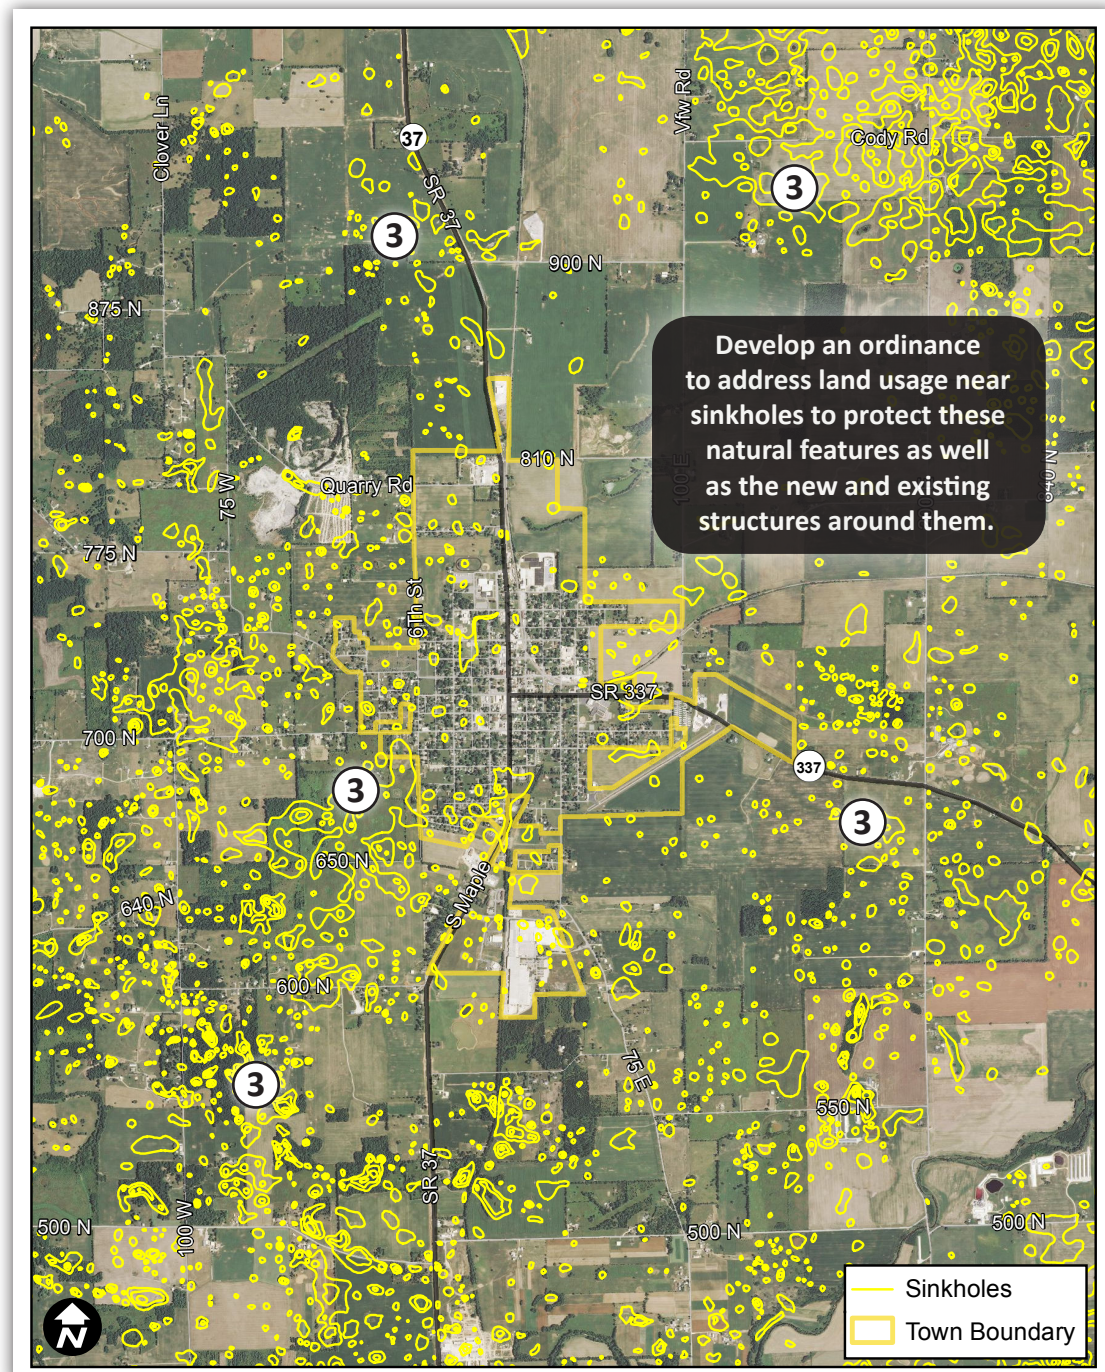 Clover Ln
Vfw Rd
Cody Rd
37
SR 37
3
3
900 N
875 N
Develop an ordinance
to address land usage near
sinkholes to protect these
natural features as well
as the new and existing
structures around them.
810 N
100 E
840 N
Quarry Rd
75 W
775 N
6Th St
SR 337
700 N
337
3
3
650 N
640 N
S Maple
600 N
3
75 E
550 N
SR 37
100 W
500 N
500 N
500 N
Sinkholes
Town Boundary
N